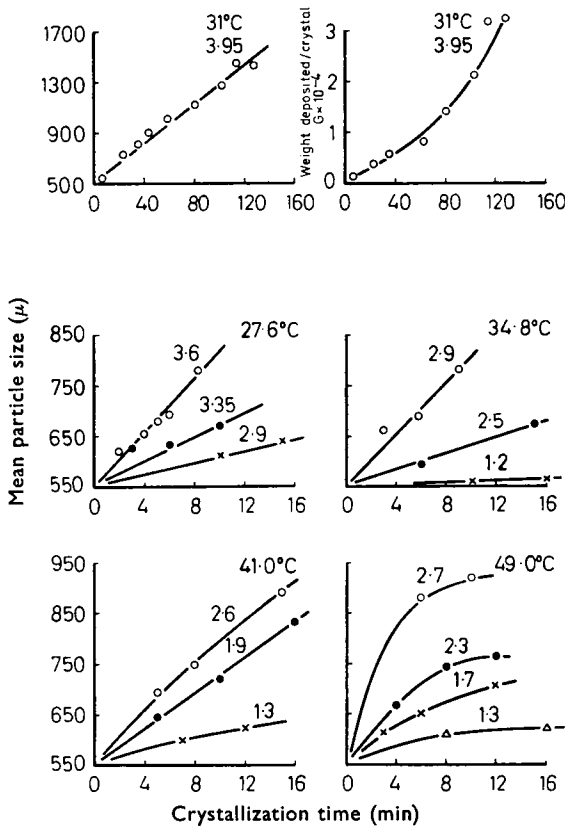 1700
1300
900
500
0 40 80 120 160
31°C
3·95
Weight deposited/crystal
G × 10⁻⁴
3
2
1
0
0 40 80 120 160
31°C
3·95
Mean particle size (μ)
850
750
650
550
0 4 8 12 16
27·6°C
3·6
3·35
2·9
0 4 8 12 16
34·8°C
2·9
2·5
1·2
950
850
750
650
550
0 4 8 12 16
41·0°C
2·6
1·9
1·3
0 4 8 12 16
49·0°C
2·7
2·3
1·7
1·3
Crystallization time (min)